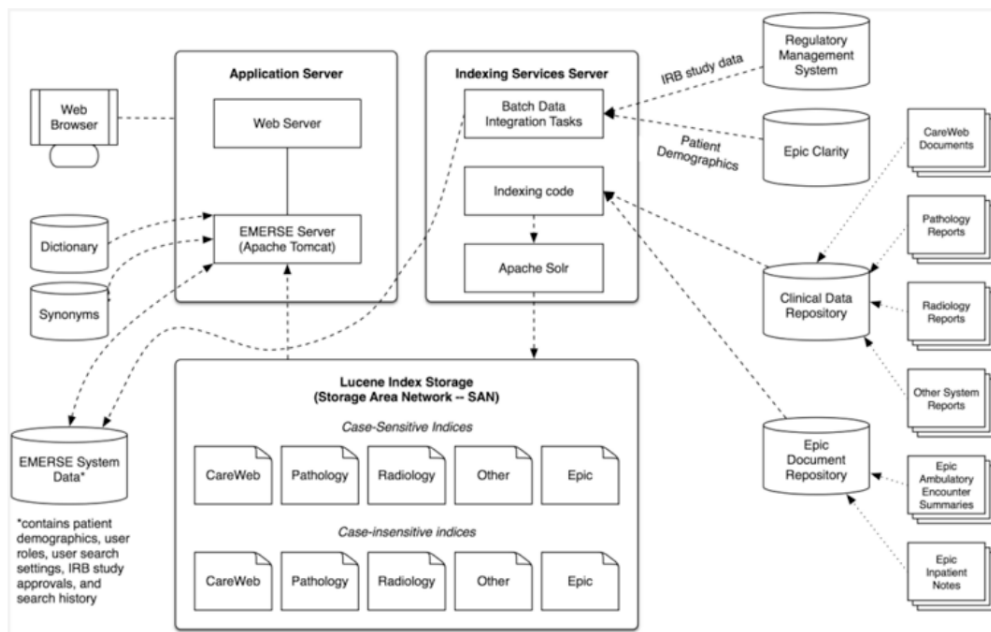 Application Server
Web Server
EMERSE Server
(Apache Tomcat)
Indexing Services Server
Batch Data
Integration Tasks
Indexing code
Apache Solr
IRB study data
Patient
Demographics
Regulatory
Management
System
Epic Clarity
Web
Browser
Dictionary
Synonyms
CareWeb
Documents
Pathology
Reports
Radiology
Reports
Other System
Reports
Clinical Data
Repository
Epic
Document
Repository
Epic
Ambulatory
Encounter
Summaries
Epic
Inpatient
Notes
Lucene Index Storage
(Storage Area Network -- SAN)
Case-Sensitive Indices
CareWeb
Pathology
Radiology
Other
Epic
Case-insensitive indices
CareWeb
Pathology
Radiology
Other
Epic
EMERSE System
Data*
*contains patient
demographics, user
roles, user search
settings, IRB study
approvals, and
search history